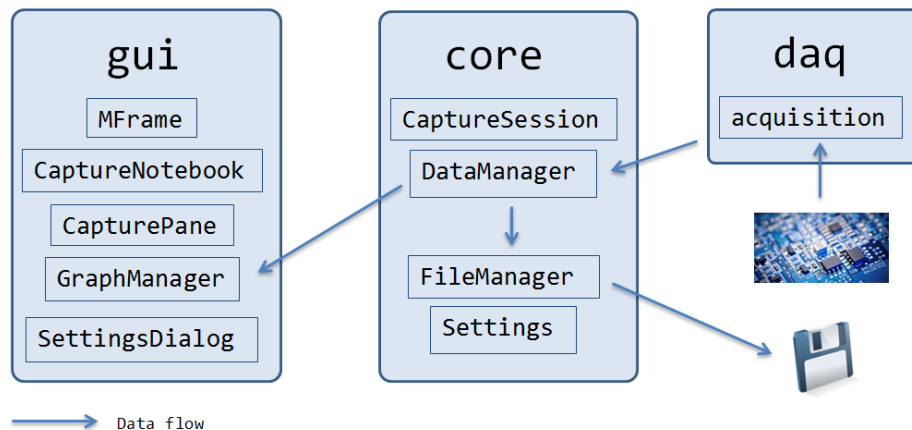 gui
MFrame
CaptureNotebook
CapturePane
GraphManager
SettingsDialog
core
CaptureSession
DataManager
FileManager
Settings
daq
acquisition
Data flow